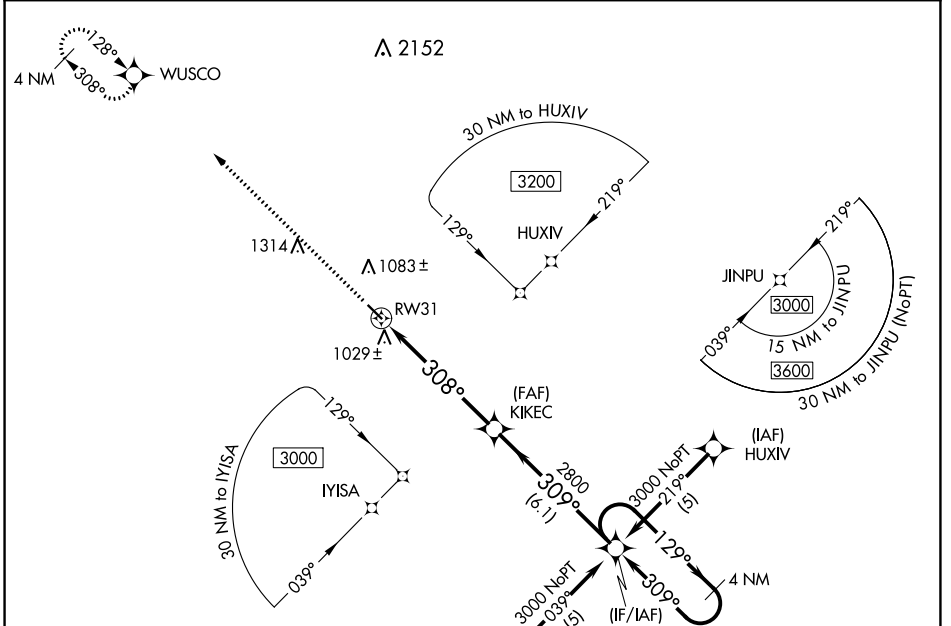 128°
308°
4 NM
WUSCO
2152
30 NM to HUXIV
3200
219°
129°
HUXIV
1314
1083±
RW31
1029±
219°
JINPU
3000
039°
15 NM to JINPU
3600
30 NM to JINPU (NoPT)
308°
(FAF)
KIKEC
129°
3000
IYISA
30 NM to IYISA
039°
2800
309°
(6.1)
(IAF)
HUXIV
3000 NoPT
219°
(5)
129°
309°
4 NM
3000 NoPT
039°
(5)
(IF/IAF)